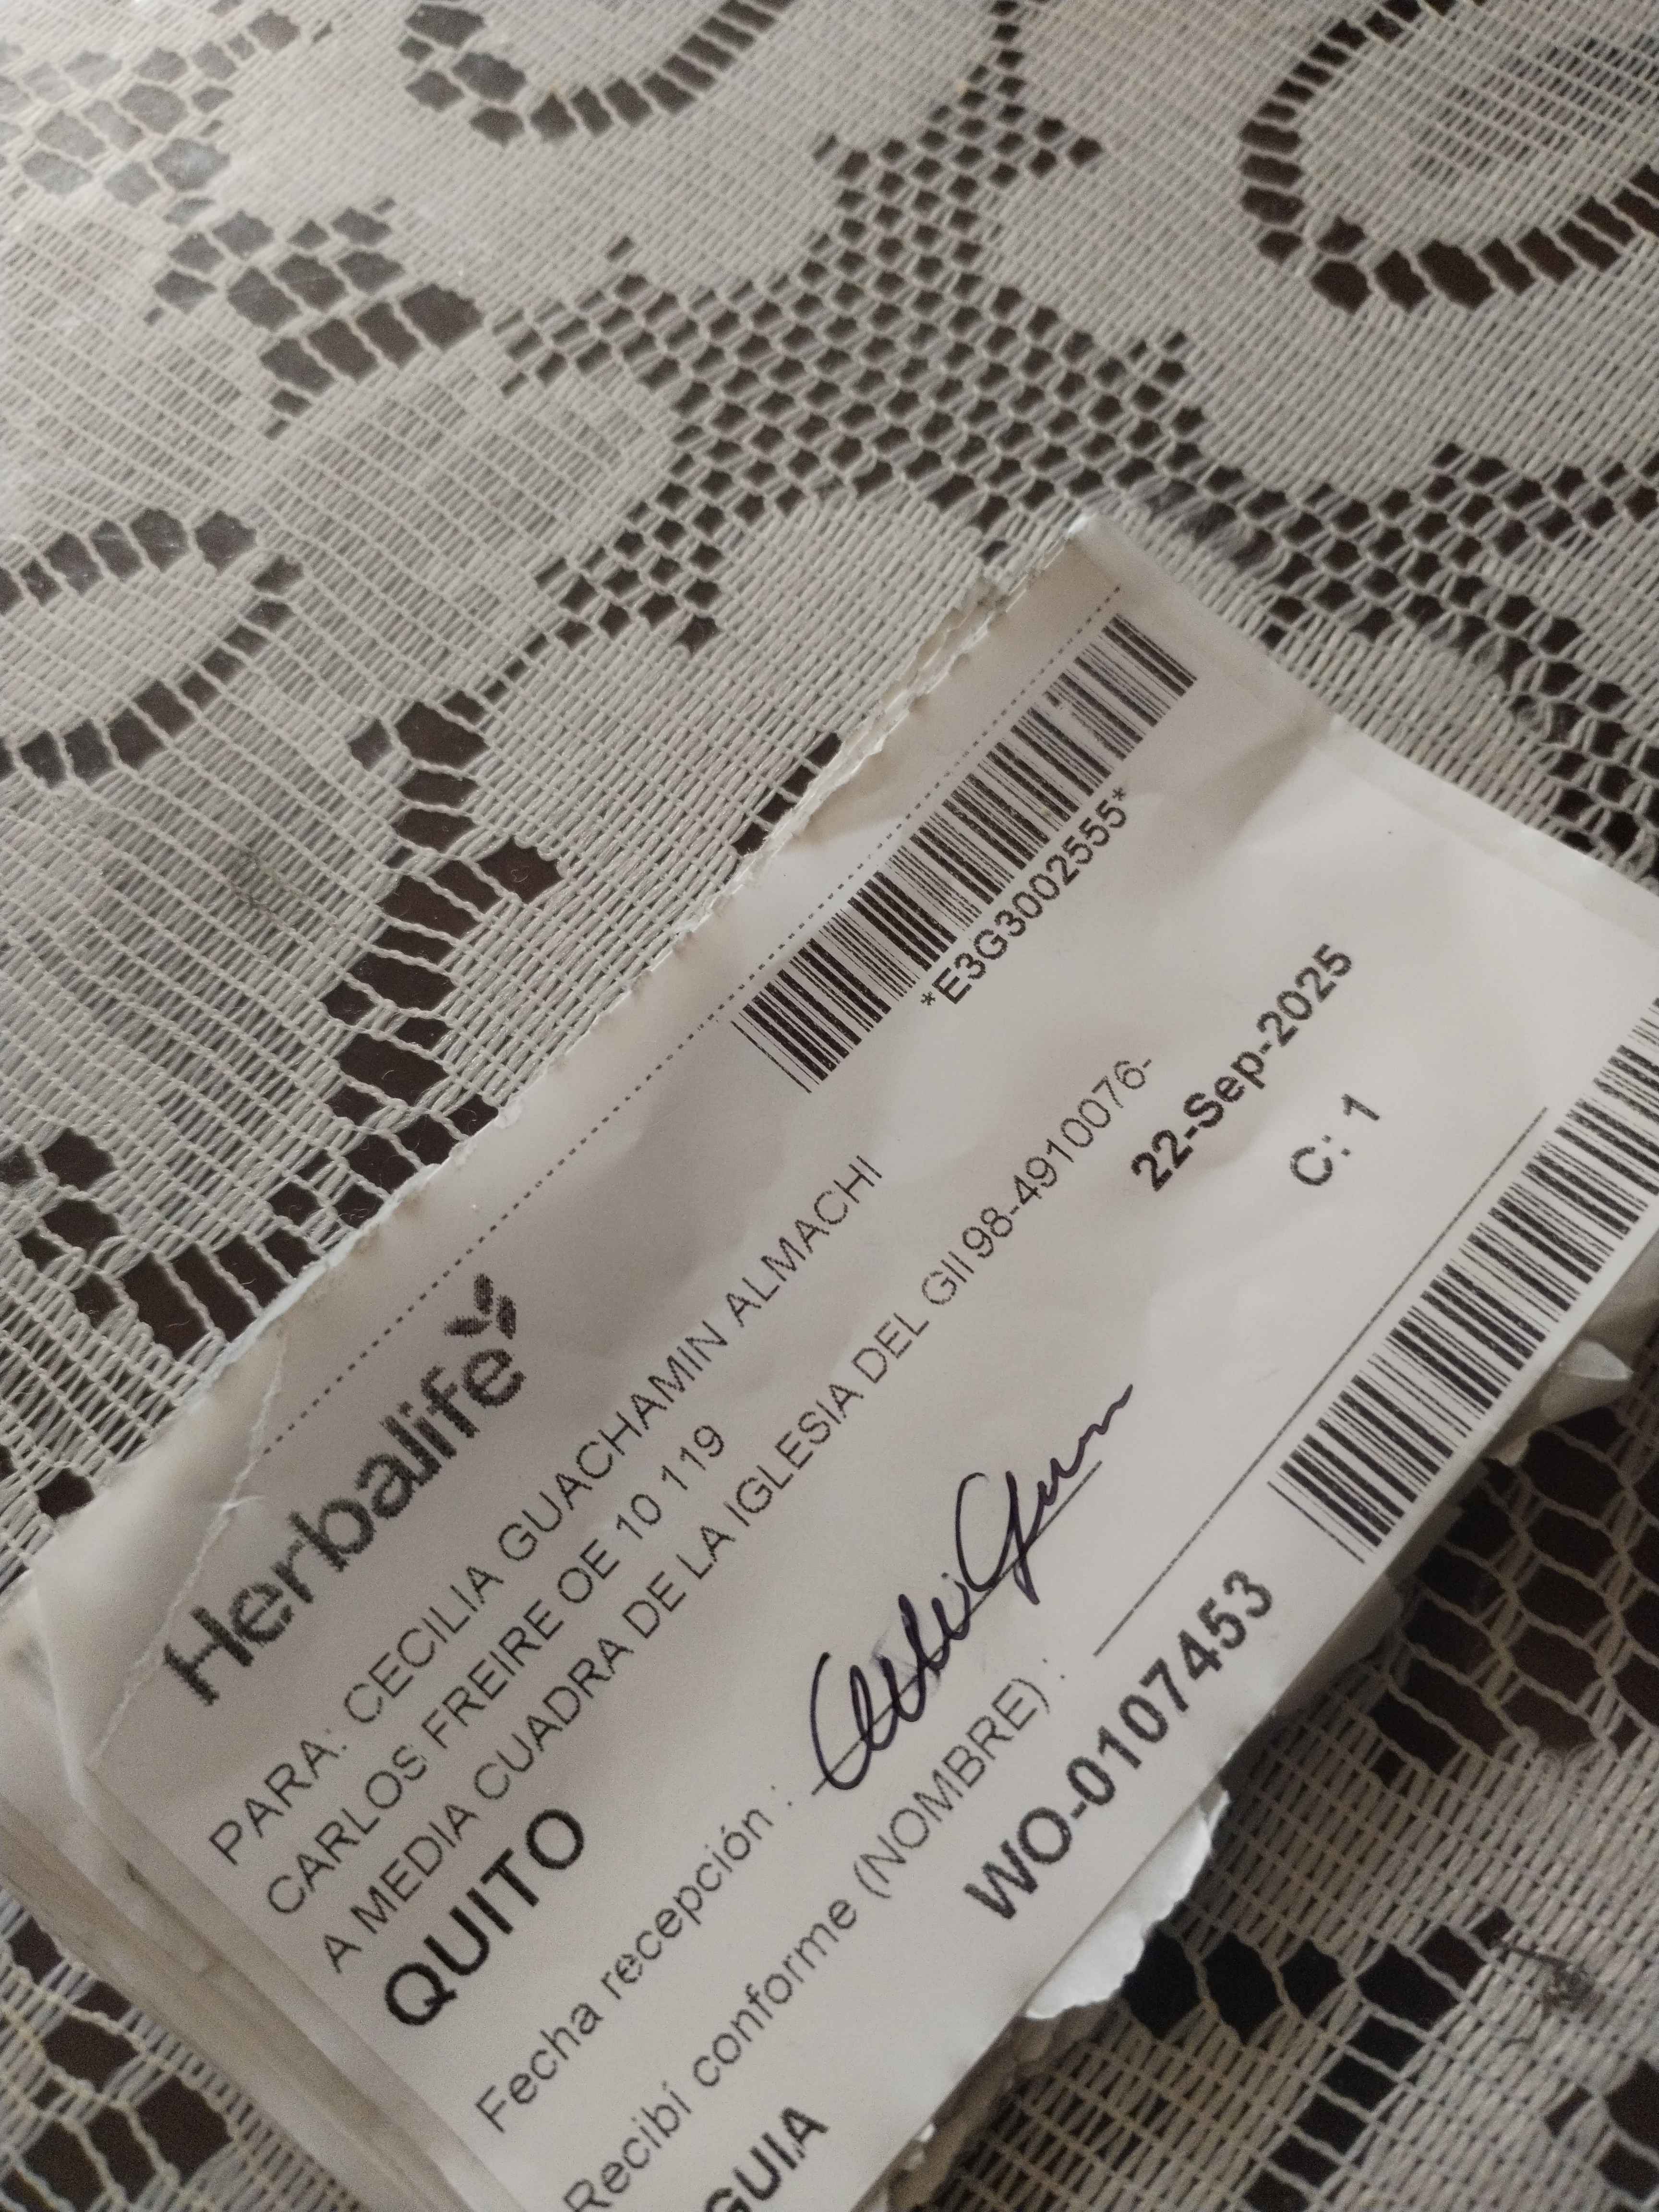 *E3G3002555*
Herbalife
PARA: CECILIA GUACHAMIN ALMACHI
CARLOS FREIRE OE 10 119
A MEDIA CUADRA DE LA IGLESIA DEL GII 98-4910076-
QUITO
22-Sep-2025
C: 1
Fecha recepción :
Recibí conforme (NOMBRE) :
GUIA
WO-0107453